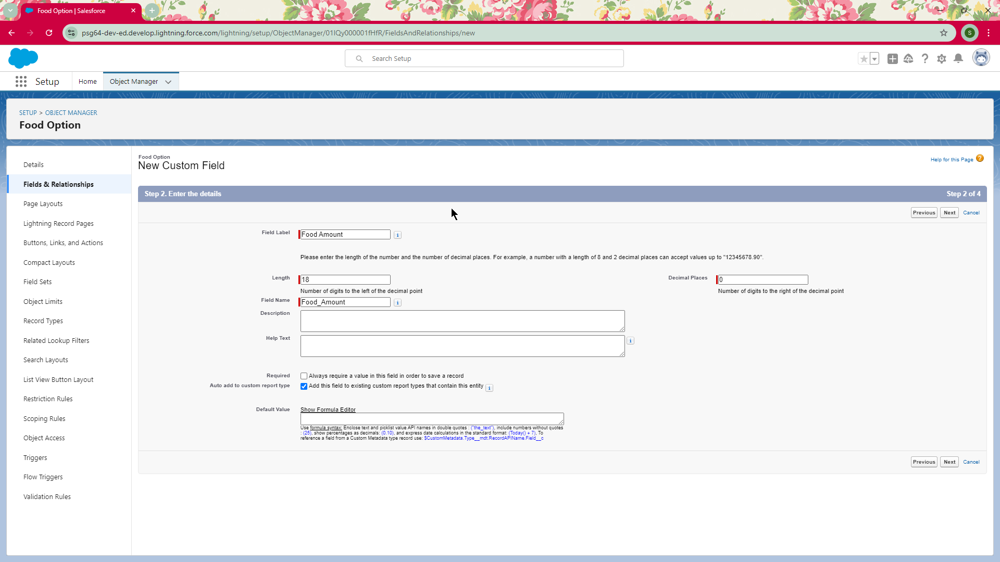 Food Option | Salesforce
psg64-dev-ed.develop.lightning.force.com/lightning/setup/ObjectManager/01IQy000001fHfR/FieldsAndRelationships/new
S
Search Setup
Setup
Home
Object Manager
SETUP > OBJECT MANAGER
Food Option
Details
Fields & Relationships
Page Layouts
Lightning Record Pages
Buttons, Links, and Actions
Compact Layouts
Field Sets
Object Limits
Record Types
Related Lookup Filters
Search Layouts
List View Button Layout
Restriction Rules
Scoping Rules
Object Access
Triggers
Flow Triggers
Validation Rules
Food Option
New Custom Field
Help for this Page
Step 2. Enter the details
Step 2 of 4
Previous Next Cancel
Field Label Food Amount
Please enter the length of the number and the number of decimal places. For example, a number with a length of 8 and 2 decimal places can accept values up to "12345678.90".
Length 18
Number of digits to the left of the decimal point
Decimal Places 0
Number of digits to the right of the decimal point
Field Name Food_Amount
Description
Help Text
Required Always require a value in this field in order to save a record
Auto add to custom report type Add this field to existing custom report types that contain this entity
Default Value Show Formula Editor
Use formula syntax: Enclose text and picklist value API names in double quotes : ("the_text"), include numbers without quotes
: (25), show percentages as decimals: (0.10), and express date calculations in the standard format: (Today() + 7), To
reference a field from a Custom Metadata type record use: $CustomMetadata.Type__mdt.RecordAPIName.Field__c
Previous Next Cancel